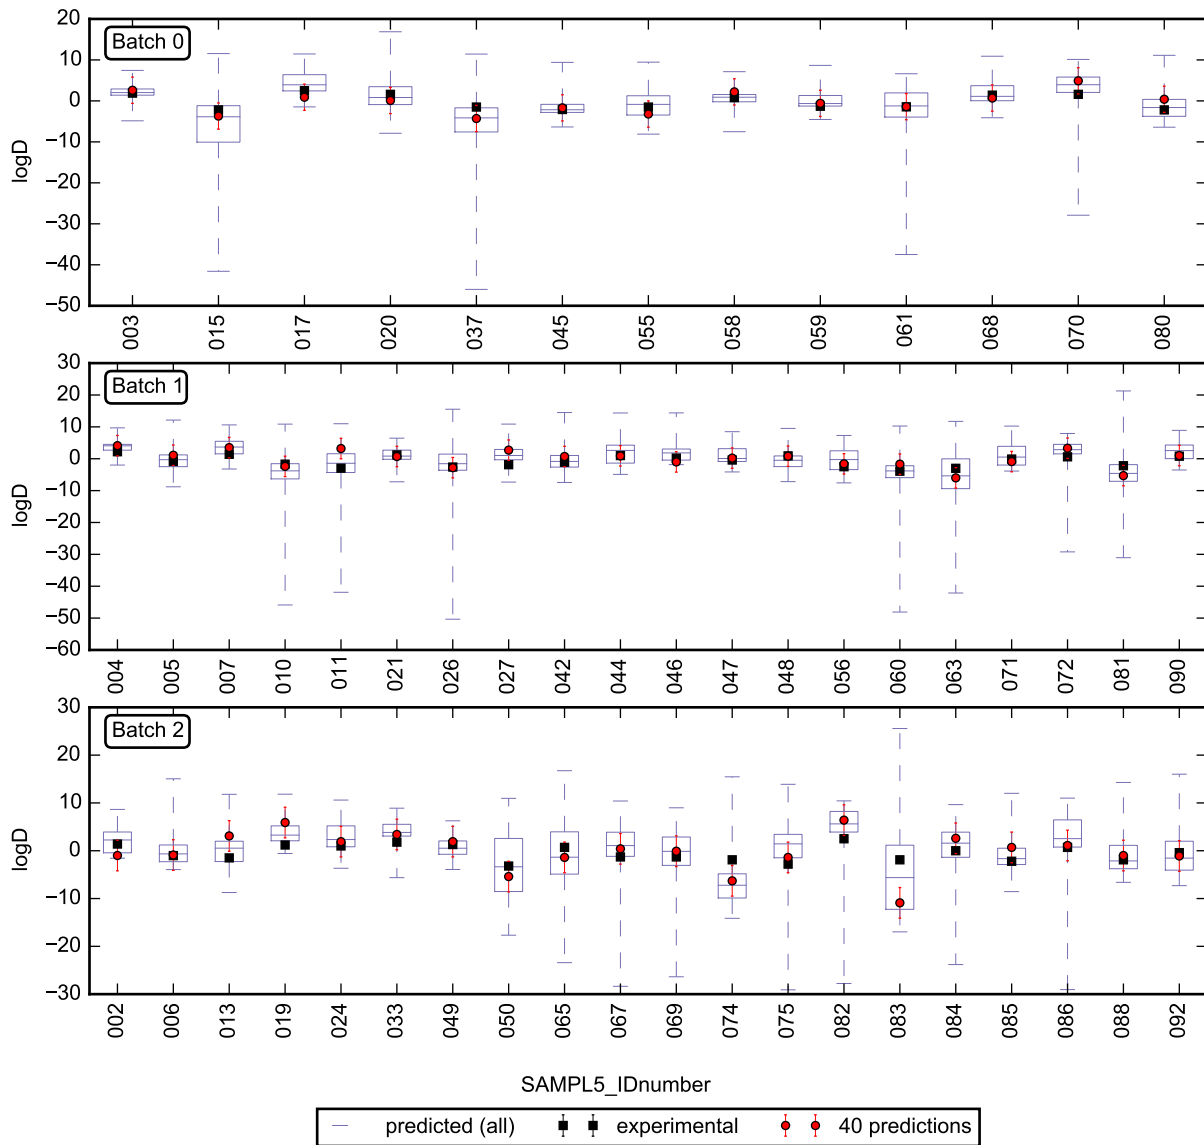 Batch 0
20
10
0
−10
−20
−30
−40
−50
logD
003 015 017 020 037 045 055 058 059 061 068 070 080
Batch 1
30
20
10
0
−10
−20
−30
−40
−50
−60
logD
004 005 007 010 011 021 026 027 042 044 046 047 048 056 060 063 071 072 081 090
Batch 2
30
20
10
0
−10
−20
−30
logD
002 006 013 019 024 033 049 050 065 067 069 074 075 082 083 084 085 086 088 092
SAMPL5_IDnumber
predicted (all) experimental 40 predictions